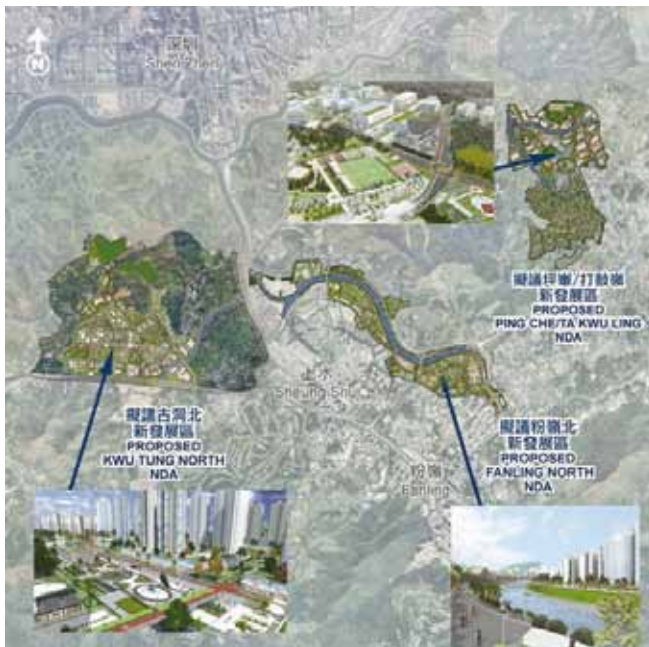 N
深圳
Shen Zhen
擬議坪輋/打鼓嶺
新發展區
PROPOSED
PING CHE/TA KWU LING
NDA
上水
Sheung Shui
擬議古洞北
新發展區
PROPOSED
KWU TUNG NORTH
NDA
擬議粉嶺北
新發展區
PROPOSED
FANLING NORTH
NDA
粉嶺
Fanling